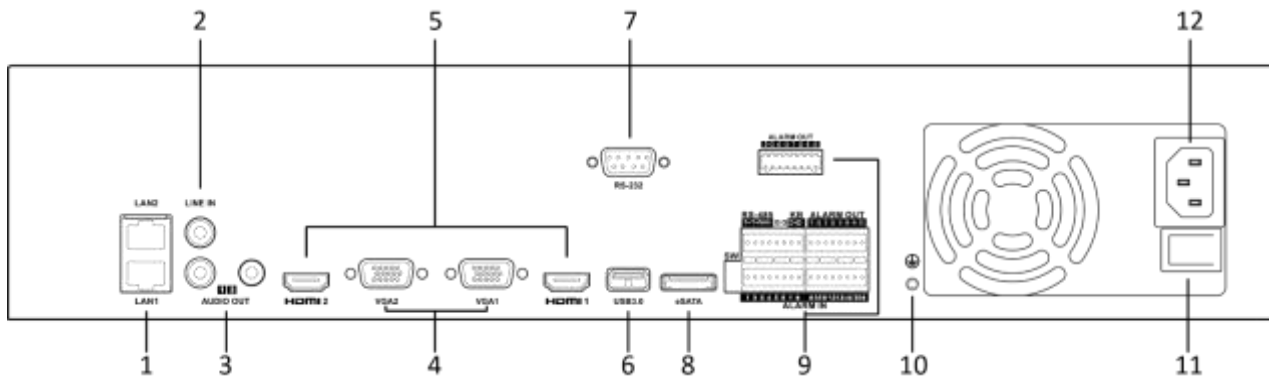 2 5 7 12
ALARM OUT
RS-232
LAN2 LINE IN
RS-485 KB ALARM OUT
SW
LAN1 AUDIO OUT HDMI 2 VGA2 VGA1 HDMI 1 USB3.0 eSATA
ALARM IN
1 3 4 6 8 9 10 11